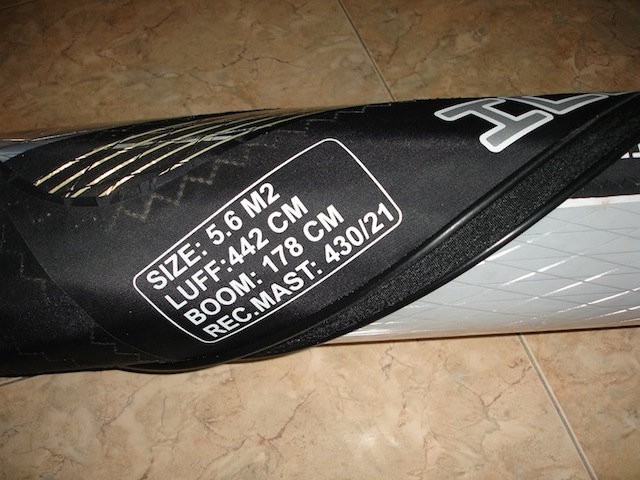 SIZE: 5.6 M2
LUFF:442 CM
BOOM: 178 CM
REC.MAST: 430/21